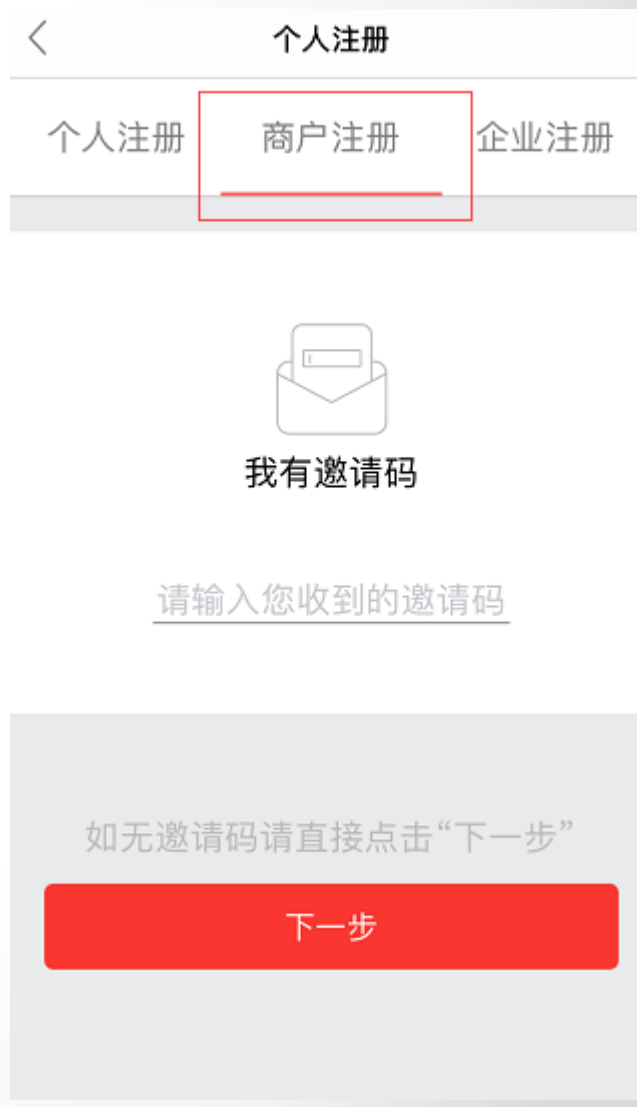 个人注册
个人注册 商户注册 企业注册
我有邀请码
请输入您收到的邀请码
如无邀请码请直接点击“下一步”
下一步